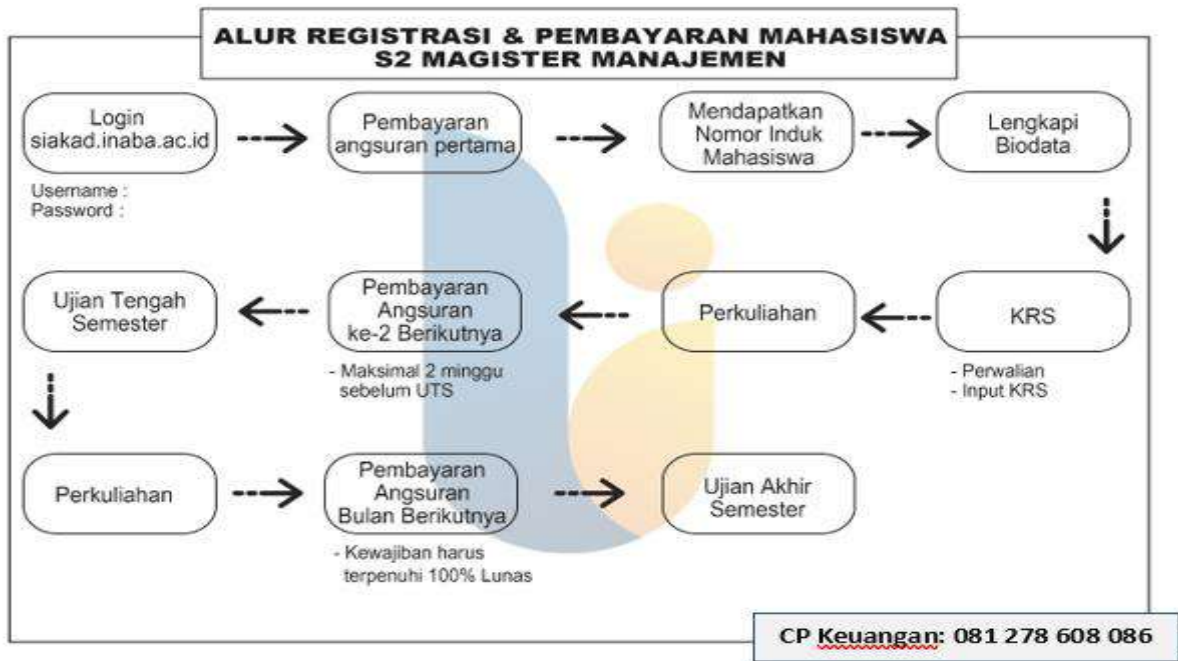 ALUR REGISTRASI & PEMBAYARAN MAHASISWA
S2 MAGISTER MANAJEMEN
Login
siakad.inaba.ac.id
Username :
Password :
Pembayaran
angsuran pertama
Mendapatkan
Nomor Induk
Mahasiswa
Lengkapi
Biodata
KRS
- Perwalian
- Input KRS
Perkuliahan
Pembayaran
Angsuran
ke-2 Berikutnya
- Maksimal 2 minggu
sebelum UTS
Ujian Tengah
Semester
Perkuliahan
Pembayaran
Angsuran
Bulan Berikutnya
- Kewajiban harus
terpenuhi 100% Lunas
Ujian Akhir
Semester
CP Keuangan: 081 278 608 086